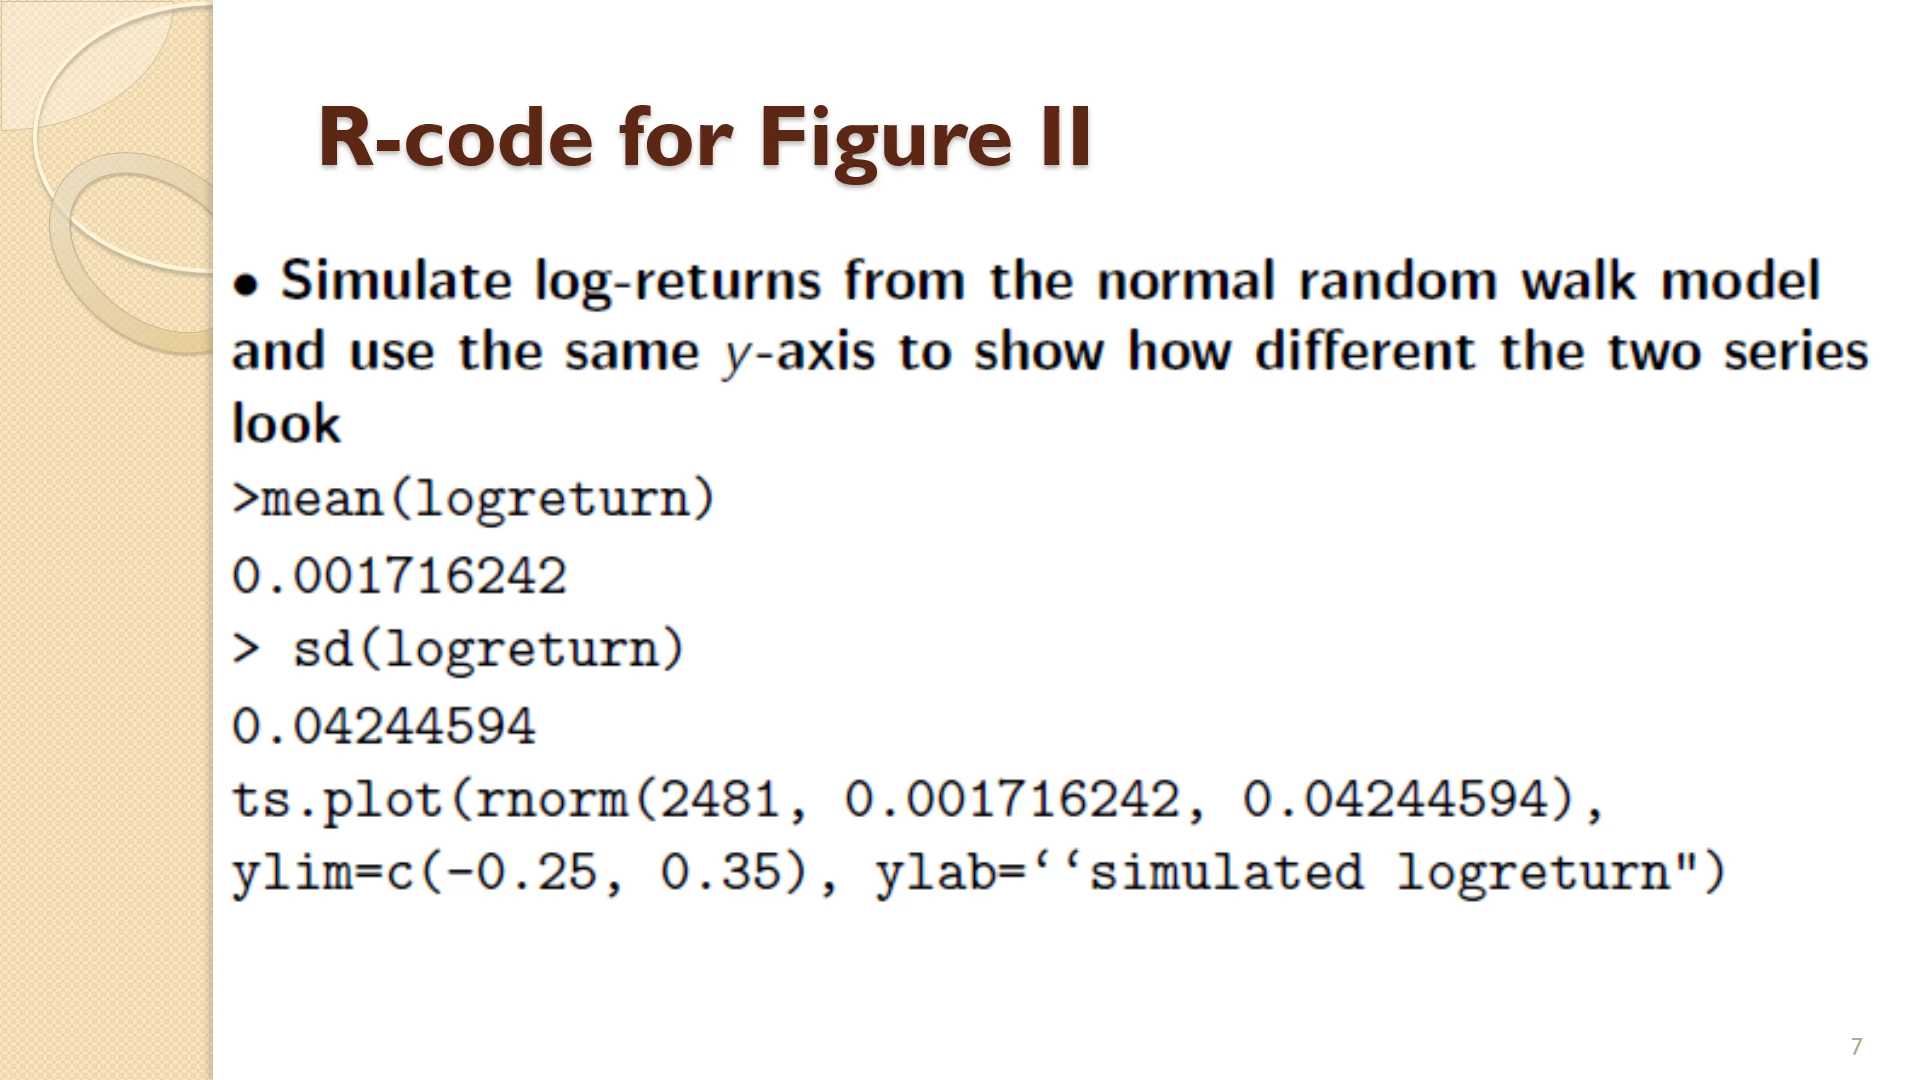 R-code for Figure II
• Simulate log-returns from the normal random walk model
and use the same y-axis to show how different the two series
look
>mean(logreturn)
0.001716242
> sd(logreturn)
0.04244594
ts.plot(rnorm(2481, 0.001716242, 0.04244594),
ylim=c(-0.25, 0.35), ylab=‘‘simulated logreturn")
7